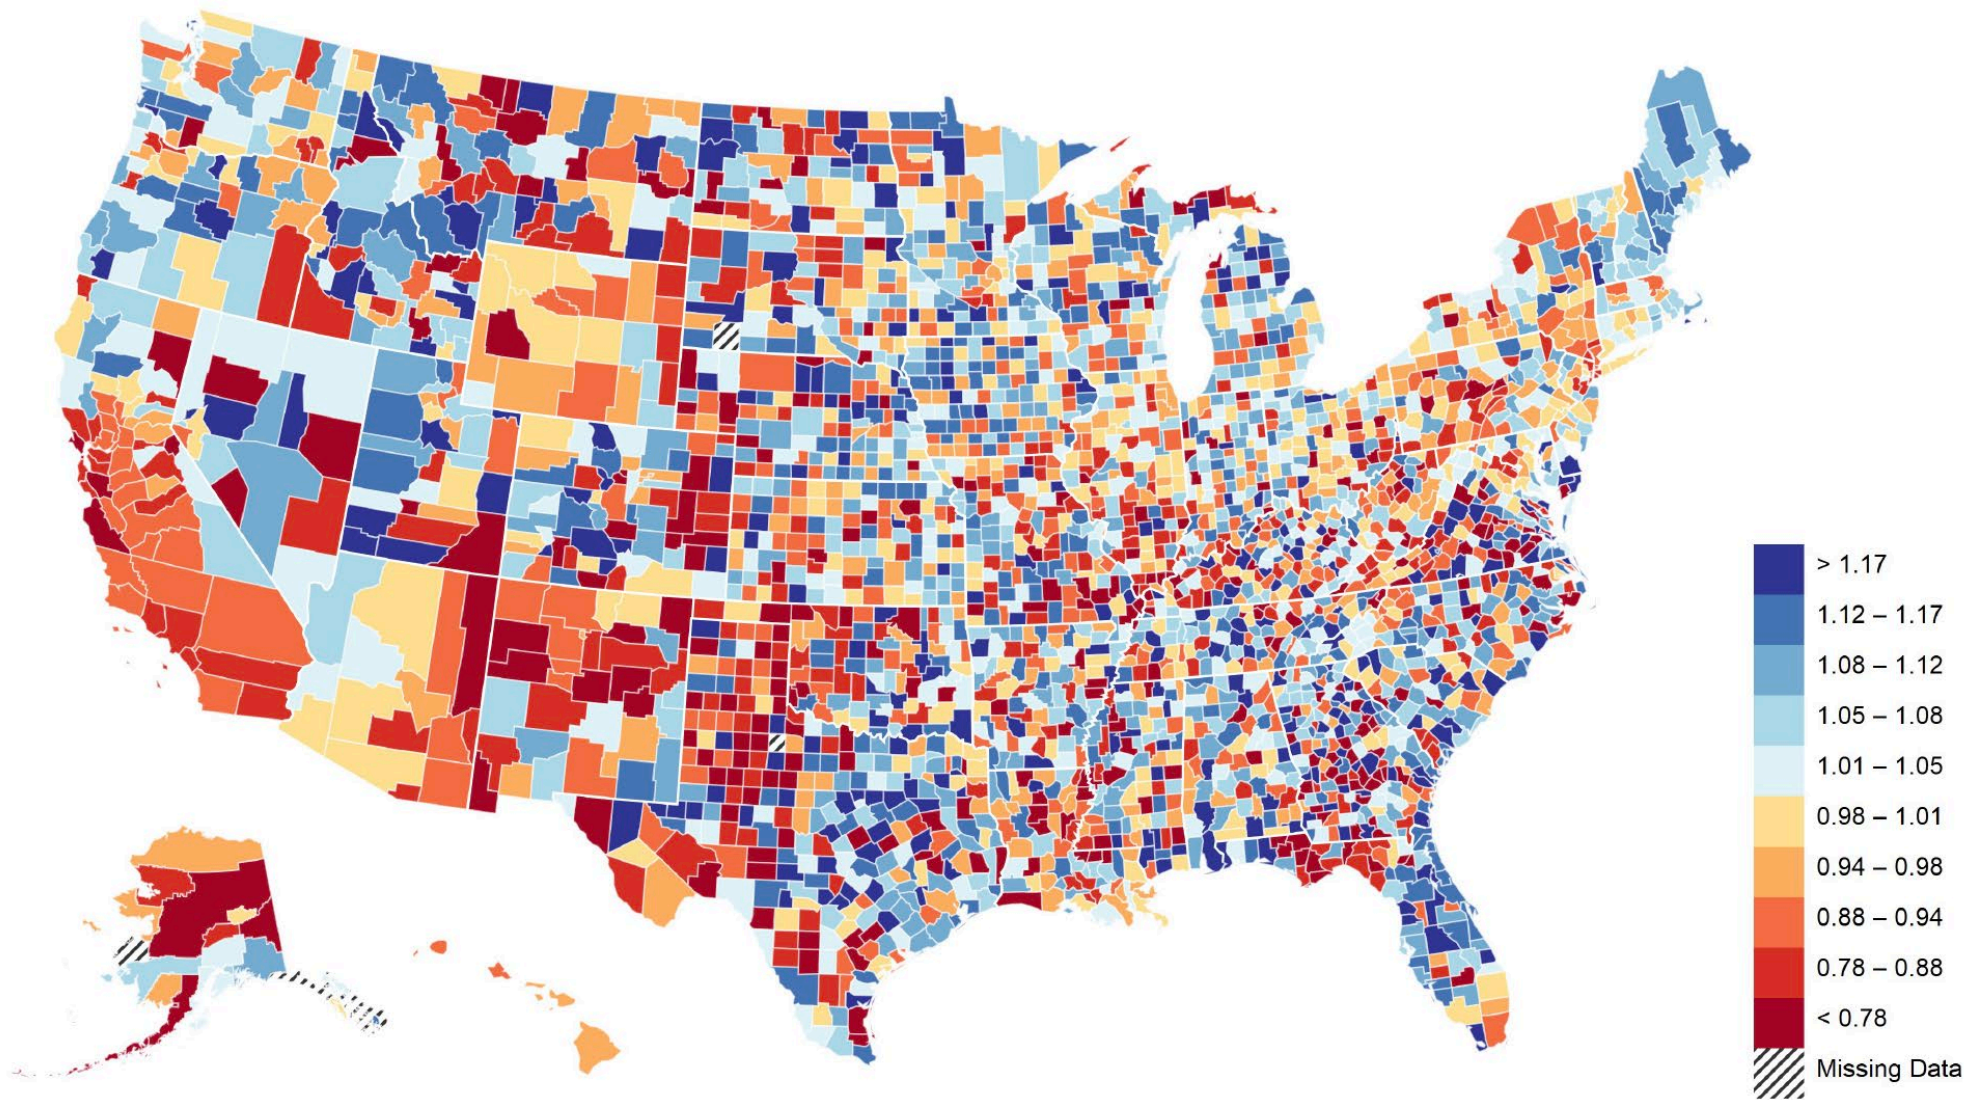 > 1.17
1.12 – 1.17
1.08 – 1.12
1.05 – 1.08
1.01 – 1.05
0.98 – 1.01
0.94 – 0.98
0.88 – 0.94
0.78 – 0.88
< 0.78
Missing Data